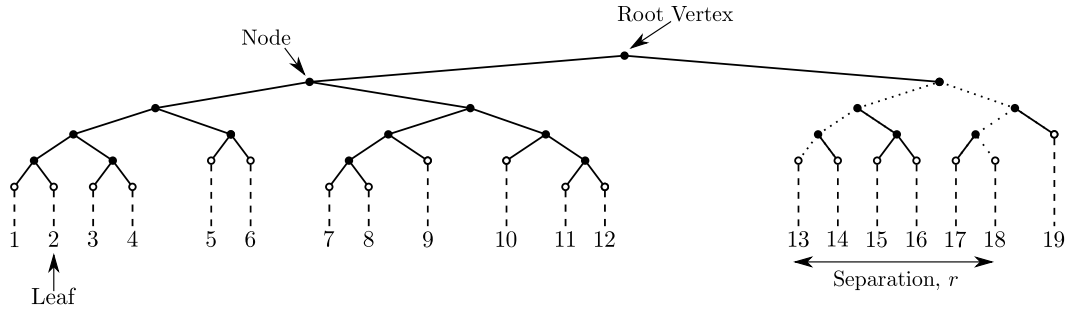 Root Vertex
Node
1 2 3 4 5 6 7 8 9 10 11 12 13 14 15 16 17 18 19
Separation, r
Leaf